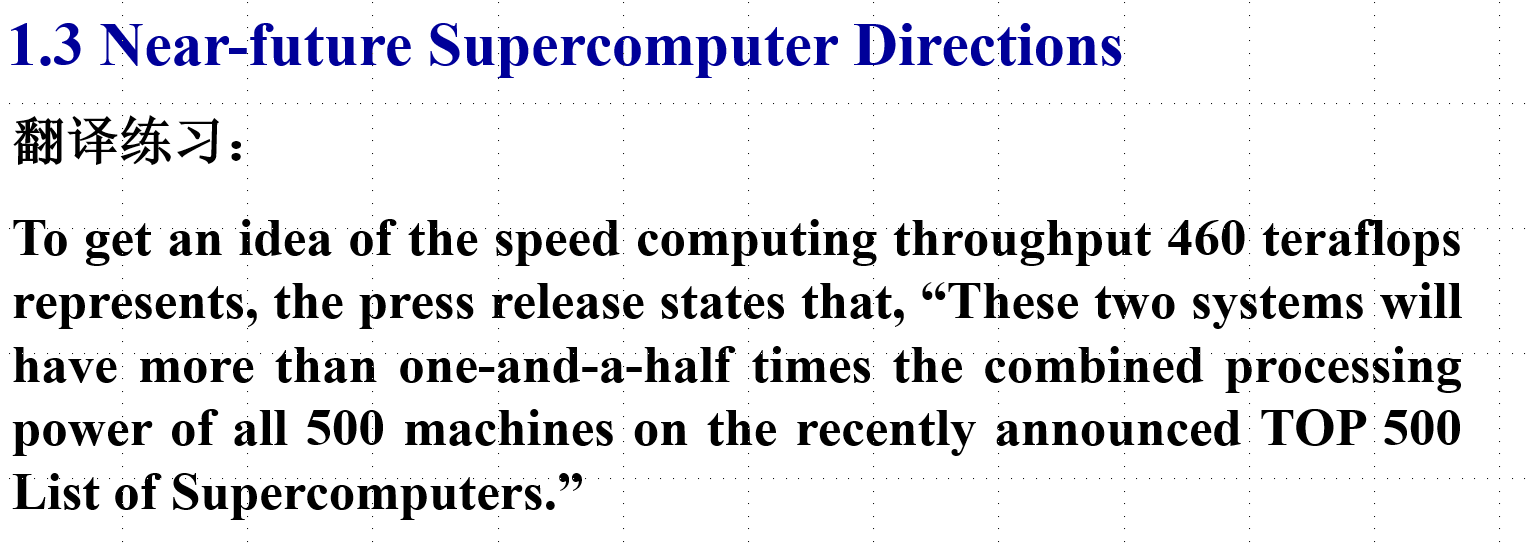 1.3 Near-future Supercomputer Directions
翻译练习：
To get an idea of the speed computing throughput 460 teraflops
represents, the press release states that, “These two systems will
have more than one-and-a-half times the combined processing
power of all 500 machines on the recently announced TOP 500
List of Supercomputers.”